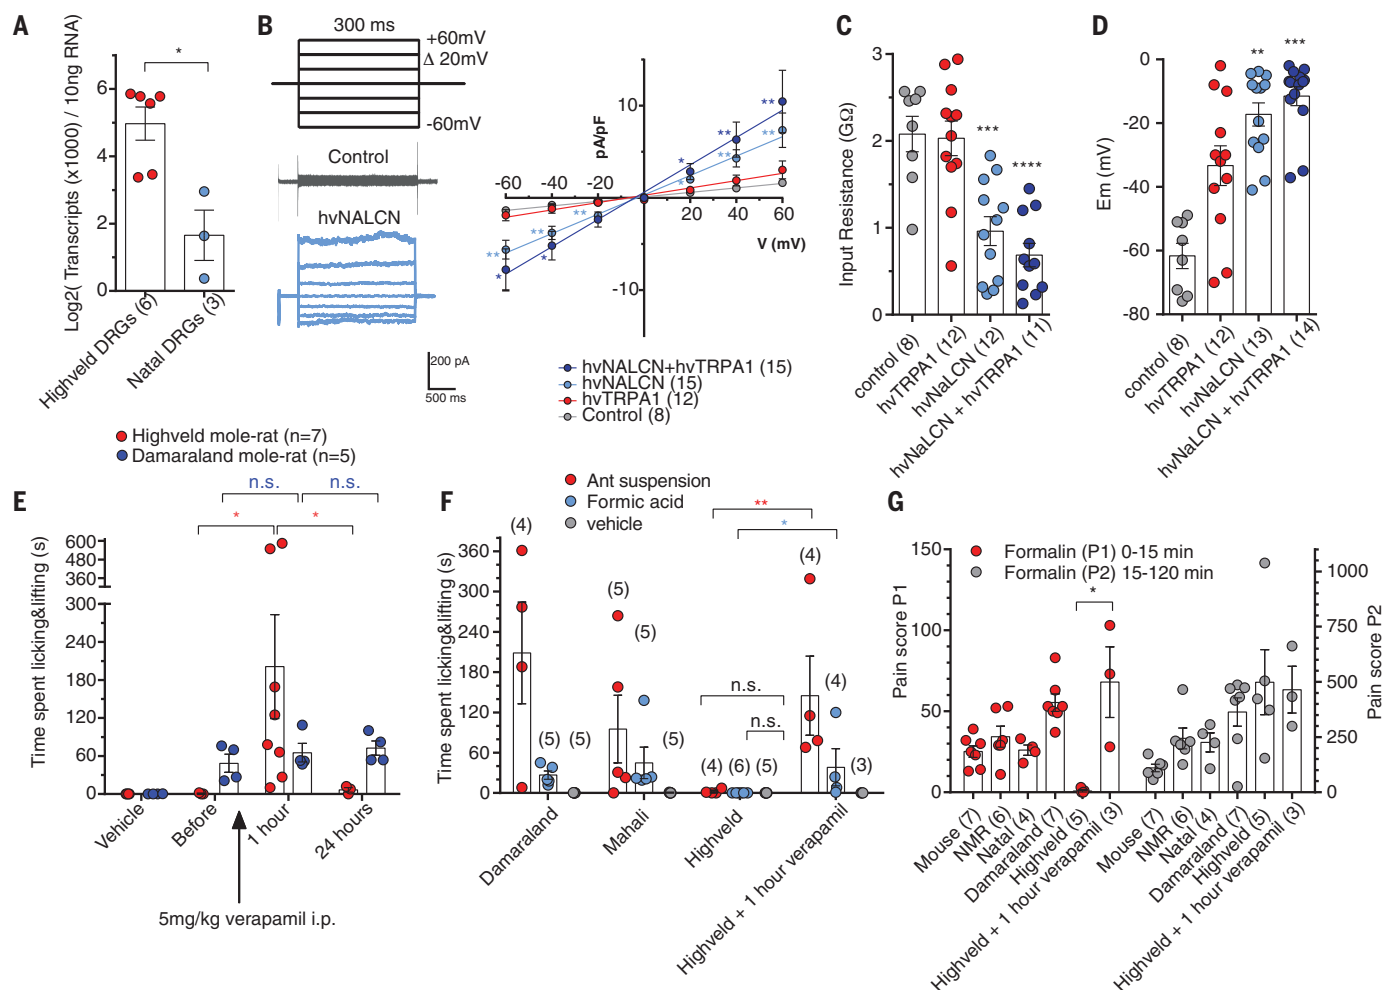 A
Log2( Transcripts (x1000) / 10ng RNA)
6
4
2
0
*
Highveld DRGs (6)
Natal DRGs (3)
B
300 ms
+60mV
Δ 20mV
-60mV
Control
hvNALCN
200 pA
500 ms
pA/pF
10
-10
-60
-40
-20
20
40
60
V (mV)
**
**
**
**
*
*
**
**
**
*
*
hvNALCN+hvTRPA1 (15)
hvNALCN (15)
hvTRPA1 (12)
Control (8)
C
Input Resistance (GΩ)
3
2
1
0
***
****
control (8)
hvTRPA1 (12)
hvNaLCN (12)
hvNaLCN + hvTRPA1 (11)
D
Em (mV)
0
-20
-40
-60
-80
**
***
control (8)
hvTRPA1 (12)
hvNaLCN (13)
hvNaLCN + hvTRPA1 (14)
Highveld mole-rat (n=7)
Damaraland mole-rat (n=5)
E
n.s.
n.s.
*
*
Time spent licking&lifting (s)
600
480
360
300
240
180
120
60
0
Vehicle
Before
1 hour
24 hours
5mg/kg verapamil i.p.
F
Ant suspension
Formic acid
vehicle
**
*
Time spent licking&lifting (s)
360
300
240
180
120
60
0
(4)
(5)
(5)
(5)
(5)
(5)
n.s.
n.s.
(4)
(6)
(5)
(4)
(4)
(3)
Damaraland
Mahali
Highveld
Highveld + 1 hour verapamil
G
Formalin (P1) 0-15 min
Formalin (P2) 15-120 min
*
Pain score P1
150
100
50
0
Pain score P2
1000
750
500
250
0
Mouse (7)
NMR (6)
Natal (4)
Damaraland (7)
Highveld (5)
Highveld + 1 hour verapamil (3)
Mouse (7)
NMR (6)
Natal (4)
Damaraland (7)
Highveld (5)
Highveld + 1 hour verapamil (3)